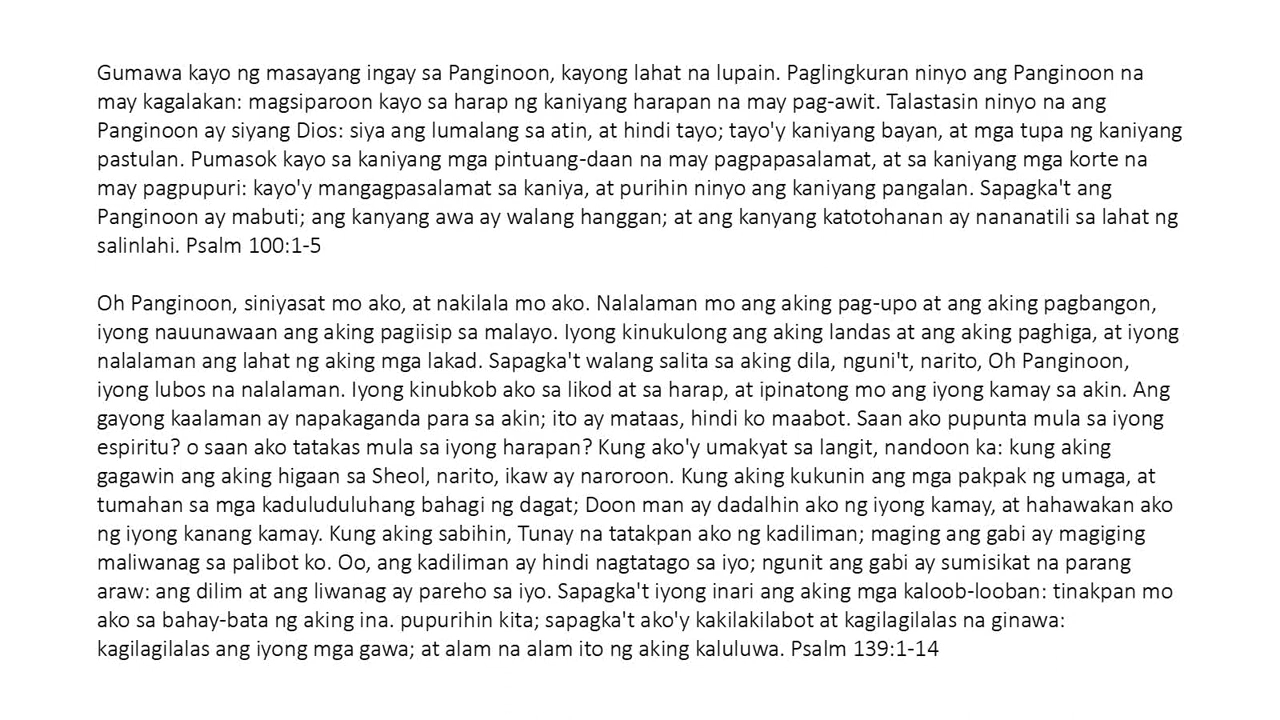 Gumawa kayo ng masayang ingay sa Panginoon, kayong lahat na lupain. Paglingkuran ninyo ang Panginoon na
may kagalakan: magsiparoon kayo sa harap ng kaniyang harapan na may pag-awit. Talastasin ninyo na ang
Panginoon ay siyang Dios: siya ang lumalang sa atin, at hindi tayo; tayo'y kaniyang bayan, at mga tupa ng kaniyang
pastulan. Pumasok kayo sa kaniyang mga pintuang-daan na may pagpapasalamat, at sa kaniyang mga korte na
may pagpupuri: kayo'y mangagpasalamat sa kaniya, at purihin ninyo ang kaniyang pangalan. Sapagka't ang
Panginoon ay mabuti; ang kanyang awa ay walang hanggan; at ang kanyang katotohanan ay nananatili sa lahat ng
salinlahi. Psalm 100:1-5
Oh Panginoon, siniyasat mo ako, at nakilala mo ako. Nalalaman mo ang aking pag-upo at ang aking pagbangon,
iyong nauunawaan ang aking pagiisip sa malayo. Iyong kinukulong ang aking landas at ang aking paghiga, at iyong
nalalaman ang lahat ng aking mga lakad. Sapagka't walang salita sa aking dila, nguni't, narito, Oh Panginoon,
iyong lubos na nalalaman. Iyong kinubkob ako sa likod at sa harap, at ipinatong mo ang iyong kamay sa akin. Ang
gayong kaalaman ay napakaganda para sa akin; ito ay mataas, hindi ko maabot. Saan ako pupunta mula sa iyong
espiritu? o saan ako tatakas mula sa iyong harapan? Kung ako'y umakyat sa langit, nandoon ka: kung aking
gagawin ang aking higaan sa Sheol, narito, ikaw ay naroroon. Kung aking kukunin ang mga pakpak ng umaga, at
tumahan sa mga kaduluduluhang bahagi ng dagat; Doon man ay dadalhin ako ng iyong kamay, at hahawakan ako
ng iyong kanang kamay. Kung aking sabihin, Tunay na tatakpan ako ng kadiliman; maging ang gabi ay magiging
maliwanag sa palibot ko. Oo, ang kadiliman ay hindi nagtatago sa iyo; ngunit ang gabi ay sumisikat na parang
araw: ang dilim at ang liwanag ay pareho sa iyo. Sapagka't iyong inari ang aking mga kaloob-looban: tinakpan mo
ako sa bahay-bata ng aking ina. pupurihin kita; sapagka't ako'y kakilakilabot at kagilagilalas na ginawa:
kagilagilalas ang iyong mga gawa; at alam na alam ito ng aking kaluluwa. Psalm 139:1-14